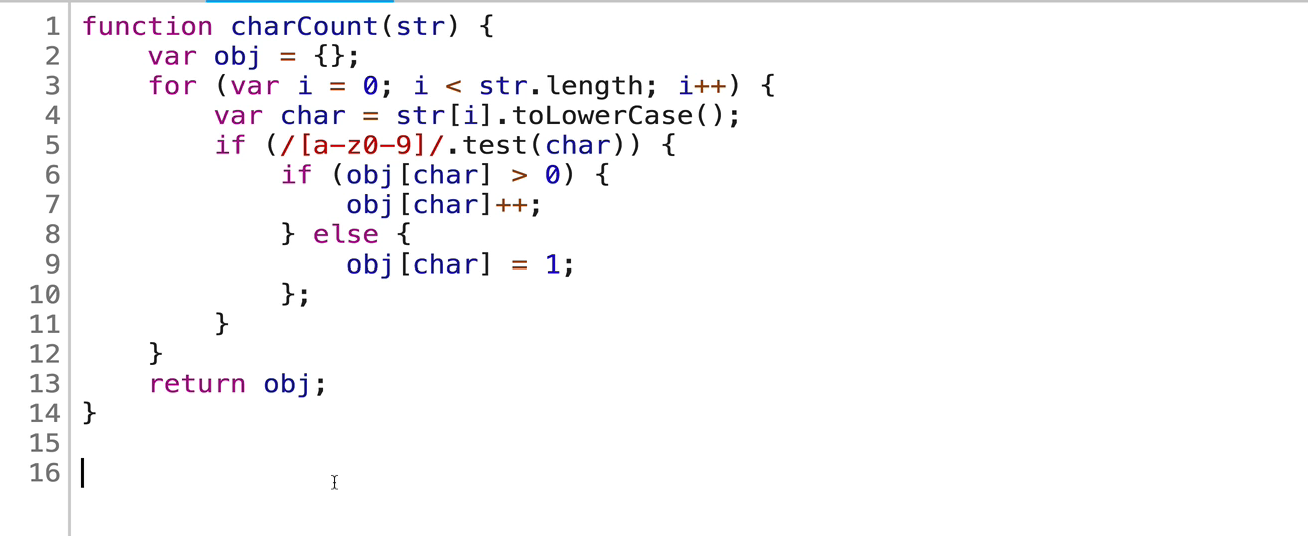 1 function charCount(str) {
2     var obj = {};
3     for (var i = 0; i < str.length; i++) {
4         var char = str[i].toLowerCase();
5         if (/[a-z0-9]/.test(char)) {
6             if (obj[char] > 0) {
7                 obj[char]++;
8             } else {
9                 obj[char] = 1;
10             };
11         }
12     }
13     return obj;
14 }
15
16